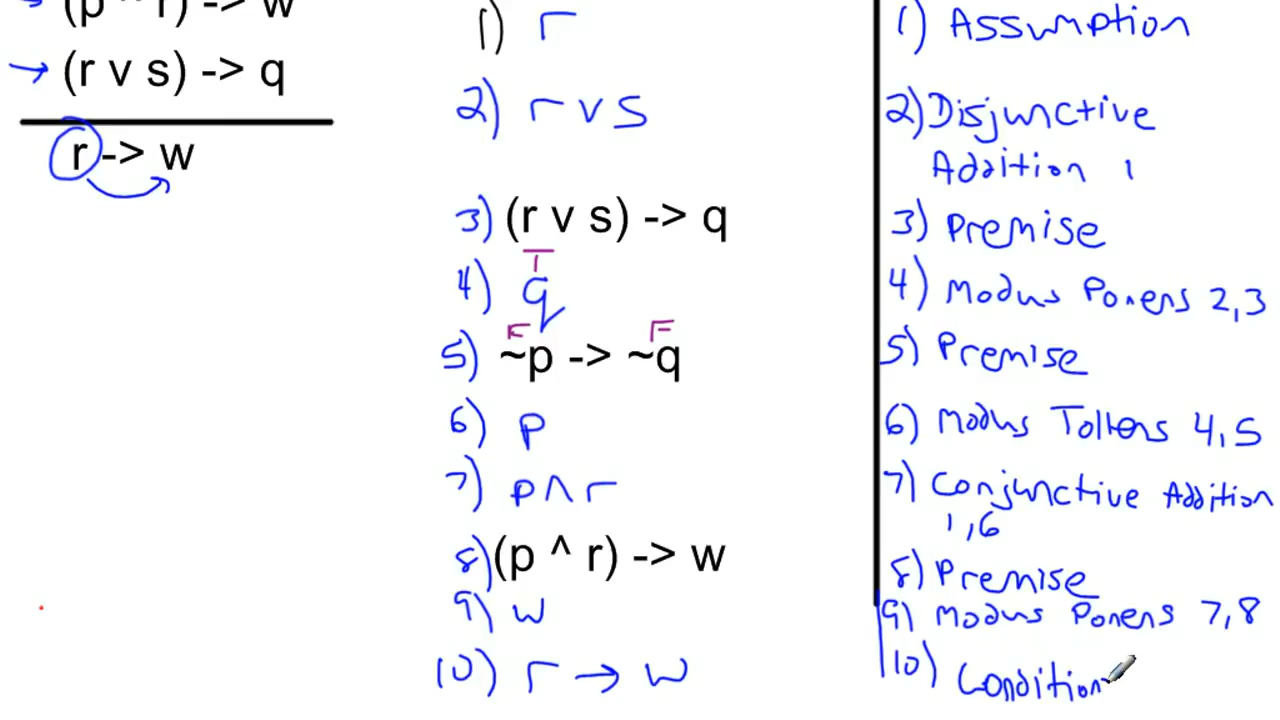 (p ^ r) -> w
(r v s) -> q
r -> w
1) r
2) r v s
3) (r v s) -> q
T
4) q
F F
5) ~p -> ~q
6) p
7) p ∧ r
8) (p ^ r) -> w
9) w
10) r → w
1) Assumption
2) Disjunctive
Addition 1
3) Premise
4) Modus Ponens 2,3
5) Premise
6) Modus Tollens 4,5
7) Conjunctive Addition
1,6
8) Premise
9) Modus Ponens 7,8
10) Condition